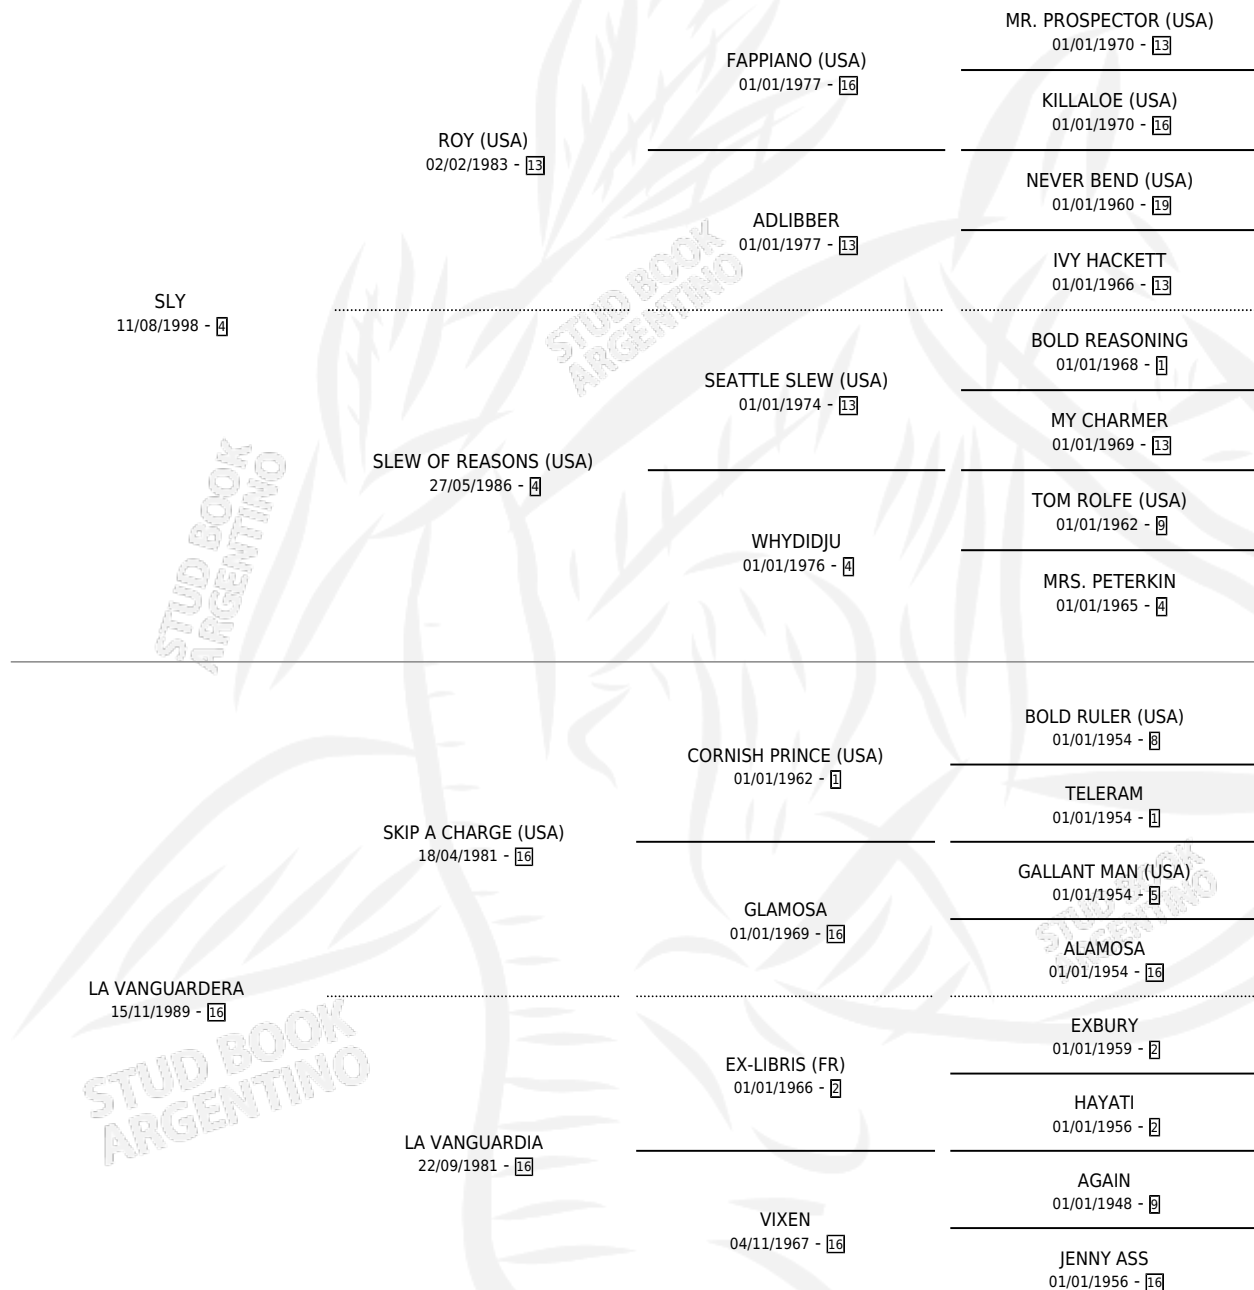 MR. PROSPECTOR (USA)
01/01/1970 - 13
FAPPIANO (USA)
01/01/1977 - 16
KILLALOE (USA)
01/01/1970 - 16
ROY (USA)
02/02/1983 - 13
NEVER BEND (USA)
01/01/1960 - 19
ADLIBBER
01/01/1977 - 13
IVY HACKETT
01/01/1966 - 13
SLY
11/08/1998 - 4
BOLD REASONING
01/01/1968 - 1
SEATTLE SLEW (USA)
01/01/1974 - 13
MY CHARMER
01/01/1969 - 13
SLEW OF REASONS (USA)
27/05/1986 - 4
TOM ROLFE (USA)
01/01/1962 - 9
WHYDIDJU
01/01/1976 - 4
MRS. PETERKIN
01/01/1965 - 4
BOLD RULER (USA)
01/01/1954 - 8
CORNISH PRINCE (USA)
01/01/1962 - 1
TELERAM
01/01/1954 - 1
SKIP A CHARGE (USA)
18/04/1981 - 16
GALLANT MAN (USA)
01/01/1954 - 5
GLAMOSA
01/01/1969 - 16
ALAMOSA
01/01/1954 - 16
LA VANGUARDERA
15/11/1989 - 16
EXBURY
01/01/1959 - 2
EX-LIBRIS (FR)
01/01/1966 - 2
HAYATI
01/01/1956 - 2
LA VANGUARDIA
22/09/1981 - 16
AGAIN
01/01/1948 - 9
VIXEN
04/11/1967 - 16
JENNY ASS
01/01/1956 - 16
STUD BOOK
ARGENTINO
STUD BOOK
ARGENTINO
STUD BOOK
ARGENTINO
STUD BOOK
ARGENTINO